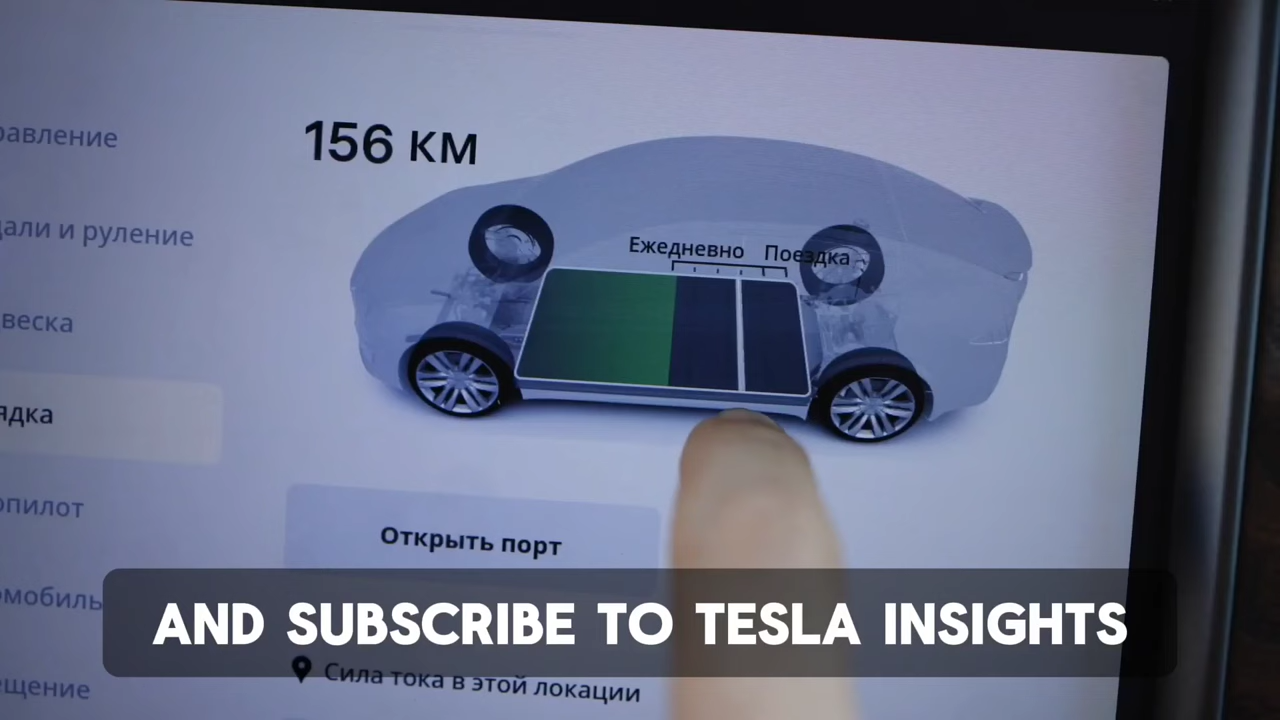 156 км
равление
Ежедневно Поездка
дали и руление
веска
ядка
опилот
Открыть порт
омобиль
AND SUBSCRIBE TO TESLA INSIGHTS
Сила тока в этой локации
ещение